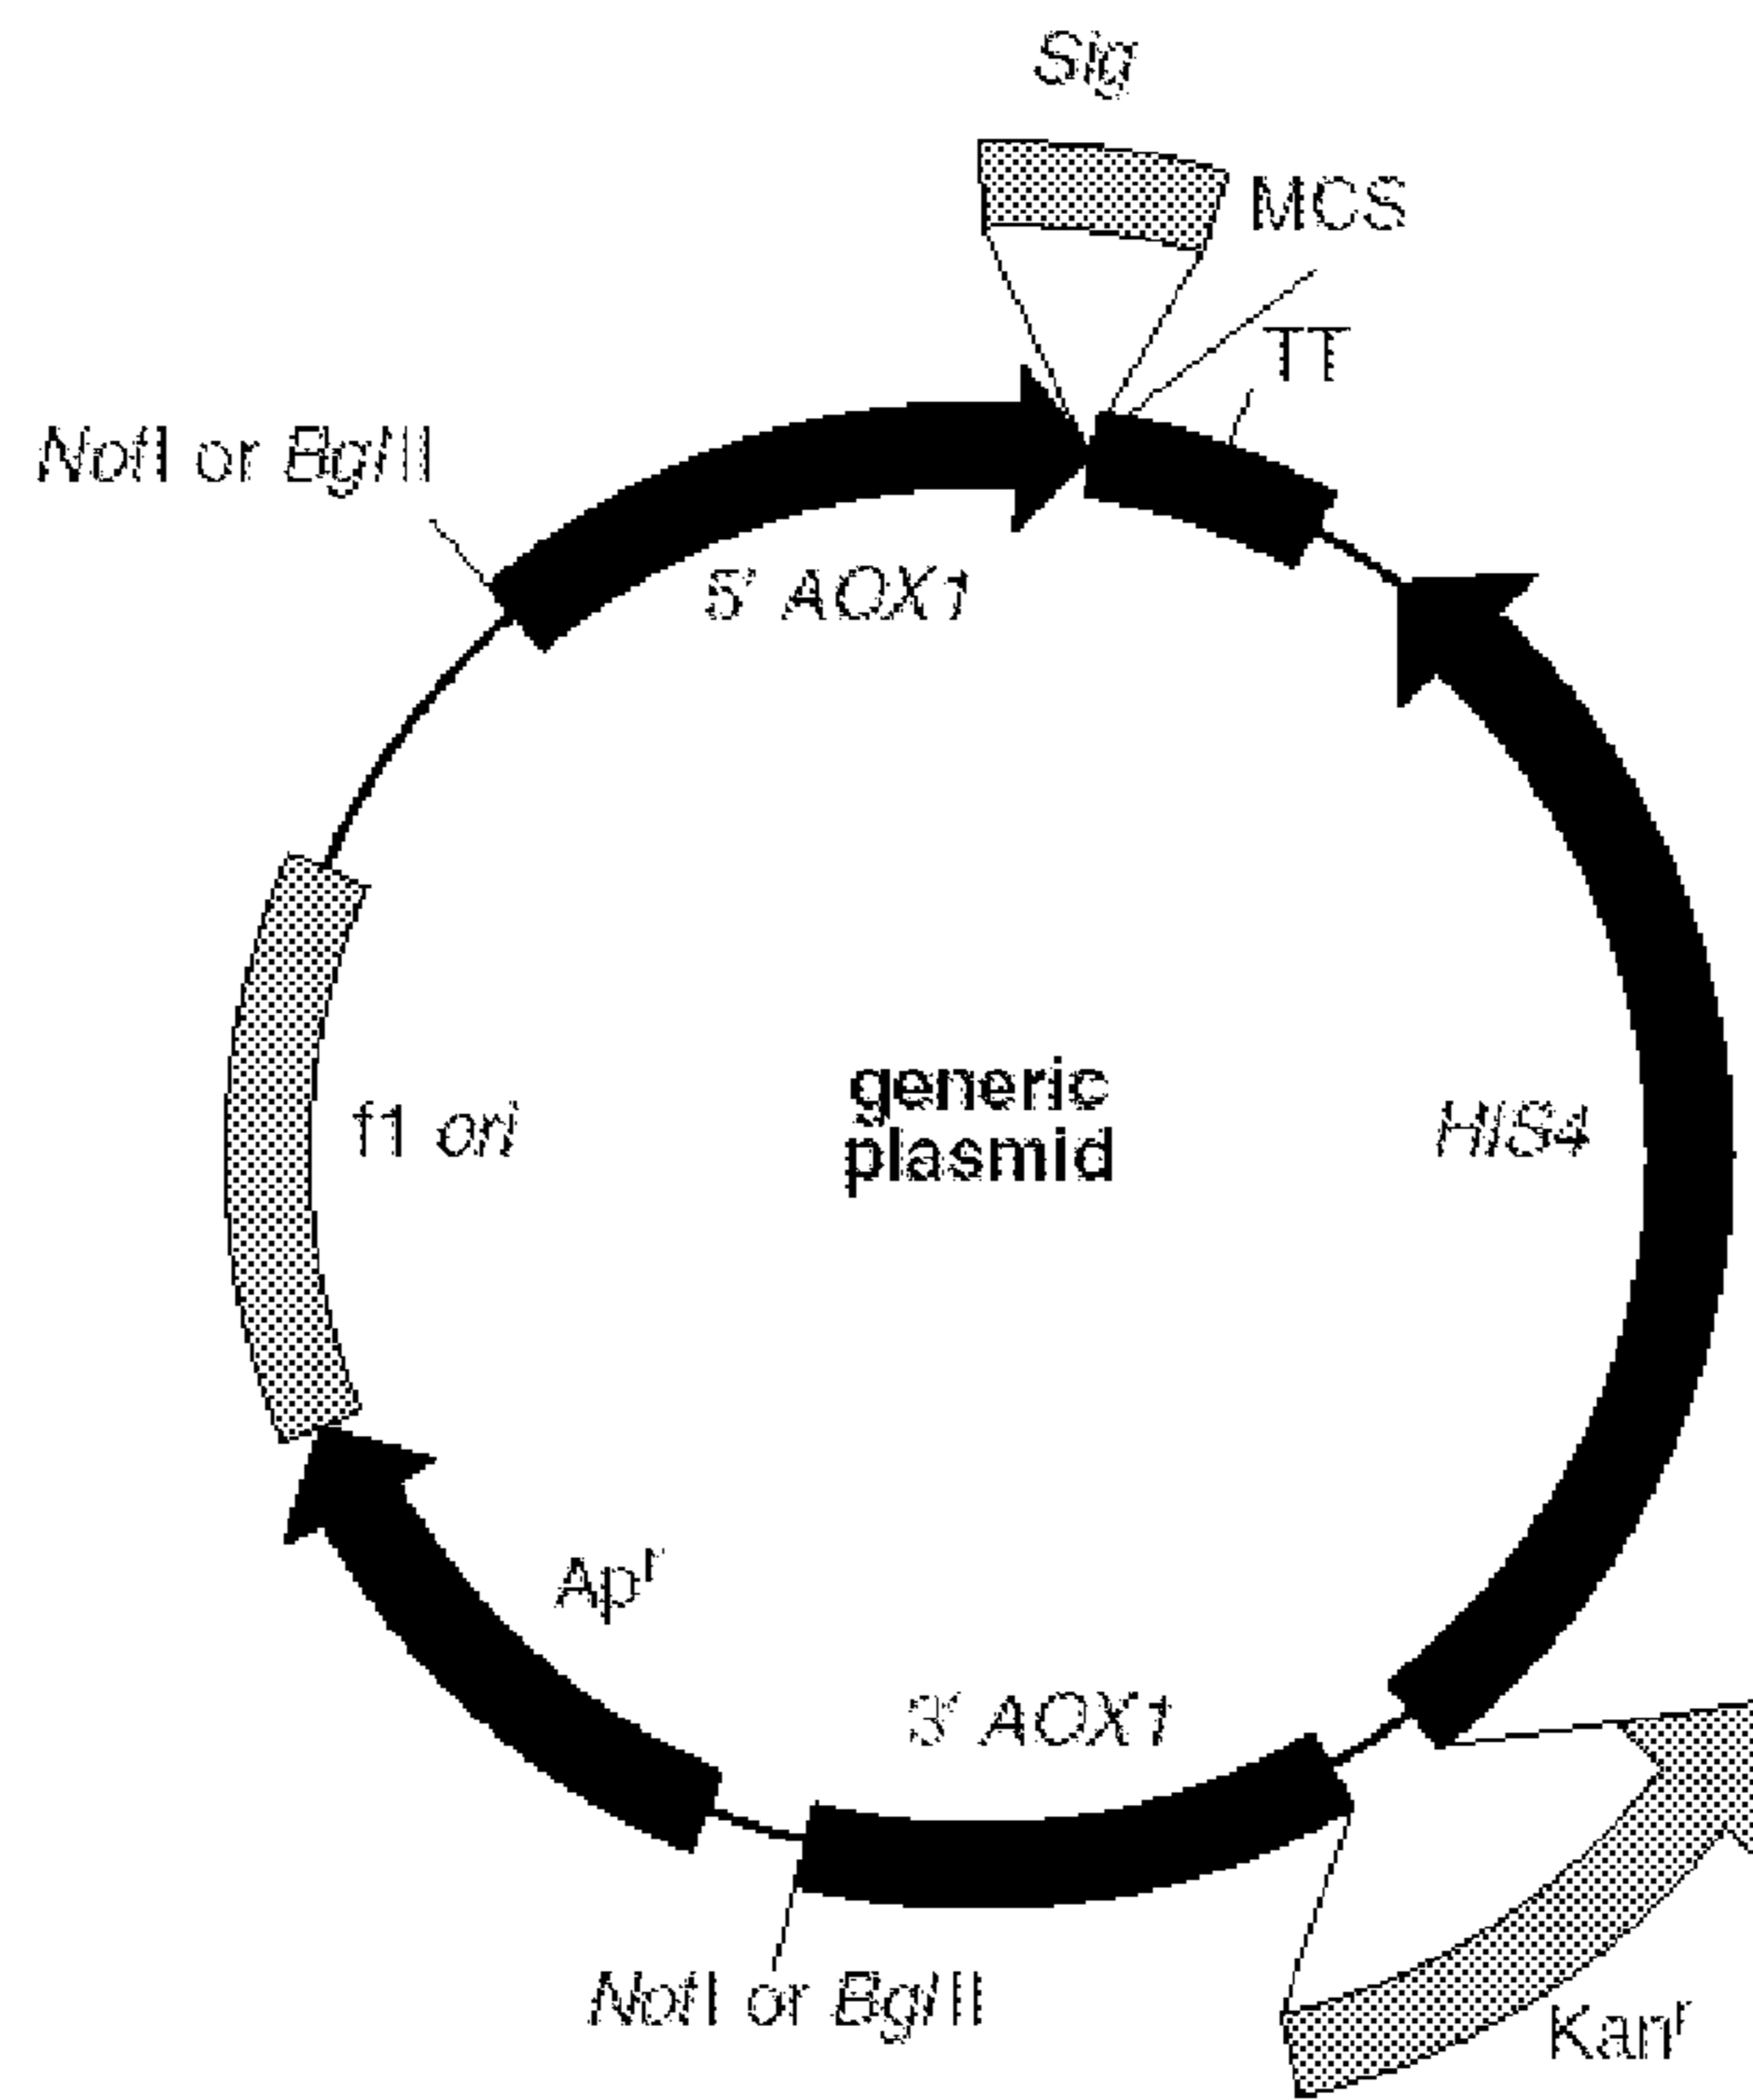 Sig
MCS
TT
NotI or BglII
5' AOX1
generic
plasmid
f1 ori
HIS4
Apr
3' AOX1
NotI or BglII
Kanr